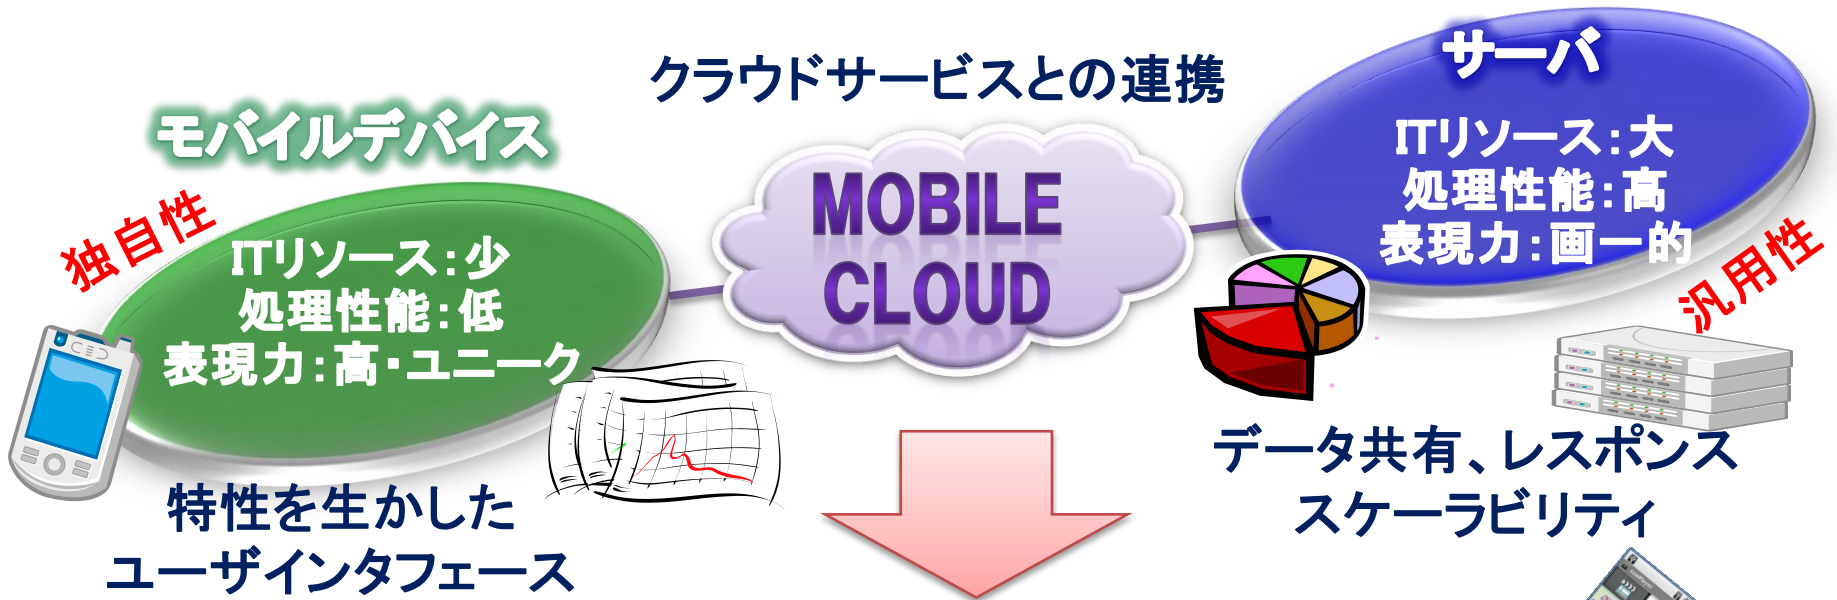 クラウドサービスとの連携
サーバ
モバイルデバイス
独自性
ITリソース：少
処理性能：低
表現力：高・ユニーク
MOBILE
CLOUD
ITリソース：大
処理性能：高
表現力：画一的
汎用性
特性を生かした
ユーザインタフェース
データ共有、レスポンス
スケーラビリティ